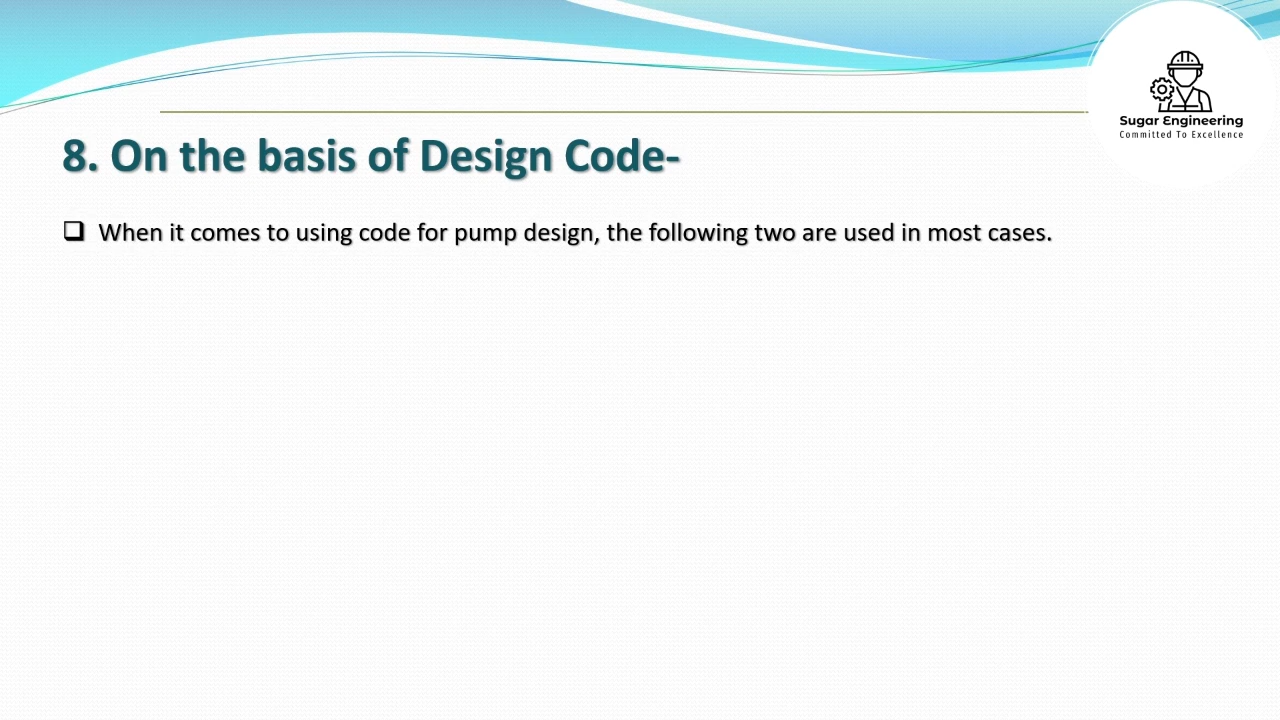 Sugar Engineering
Committed To Excellence
8. On the basis of Design Code-
When it comes to using code for pump design, the following two are used in most cases.